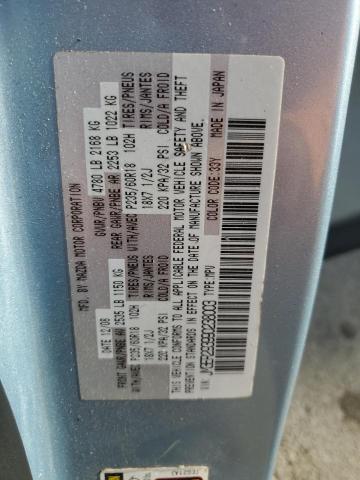 MFD. BY MAZDA MOTOR CORPORATION
DATE 12/08 GVWR/PNBV 4780 LB 2168 KG
FRONT GAWR/PNBE AR 2535 LB 1150 KG REAR GAWR/PNBE AR 2253 LB 1022 KG
WITH/AVEC P235/60R18 102H TIRES/PNEUS WITH/AVEC P235/60R18 102H TIRES/PNEUS
18X7 1/2J RIMS/JANTES 18X7 1/2J RIMS/JANTES
220 KPA/32 PSI COLD/A FROID 220 KPA/32 PSI COLD/A FROID
THIS VEHICLE CONFORMS TO ALL APPLICABLE FEDERAL MOTOR VEHICLE SAFETY AND THEFT
PREVENTION STANDARDS IN EFFECT ON THE DATE OF MANUFACTURE SHOWN ABOVE.
TYPE: MPV COLOR CODE: 33Y MADE IN JAPAN